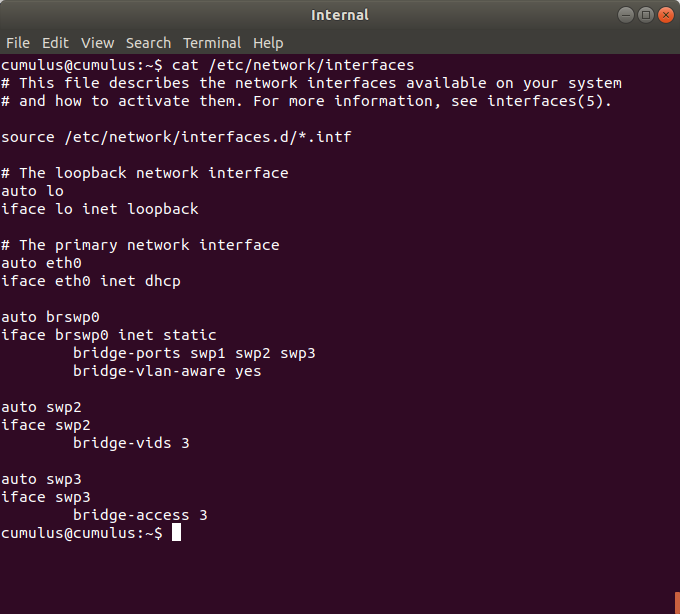 Internal
File Edit View Search Terminal Help
cumulus@cumulus:~$ cat /etc/network/interfaces
# This file describes the network interfaces available on your system
# and how to activate them. For more information, see interfaces(5).
source /etc/network/interfaces.d/*.intf
# The loopback network interface
auto lo
iface lo inet loopback
# The primary network interface
auto eth0
iface eth0 inet dhcp
auto brswp0
iface brswp0 inet static
        bridge-ports swp1 swp2 swp3
        bridge-vlan-aware yes
auto swp2
iface swp2
        bridge-vids 3
auto swp3
iface swp3
        bridge-access 3
cumulus@cumulus:~$